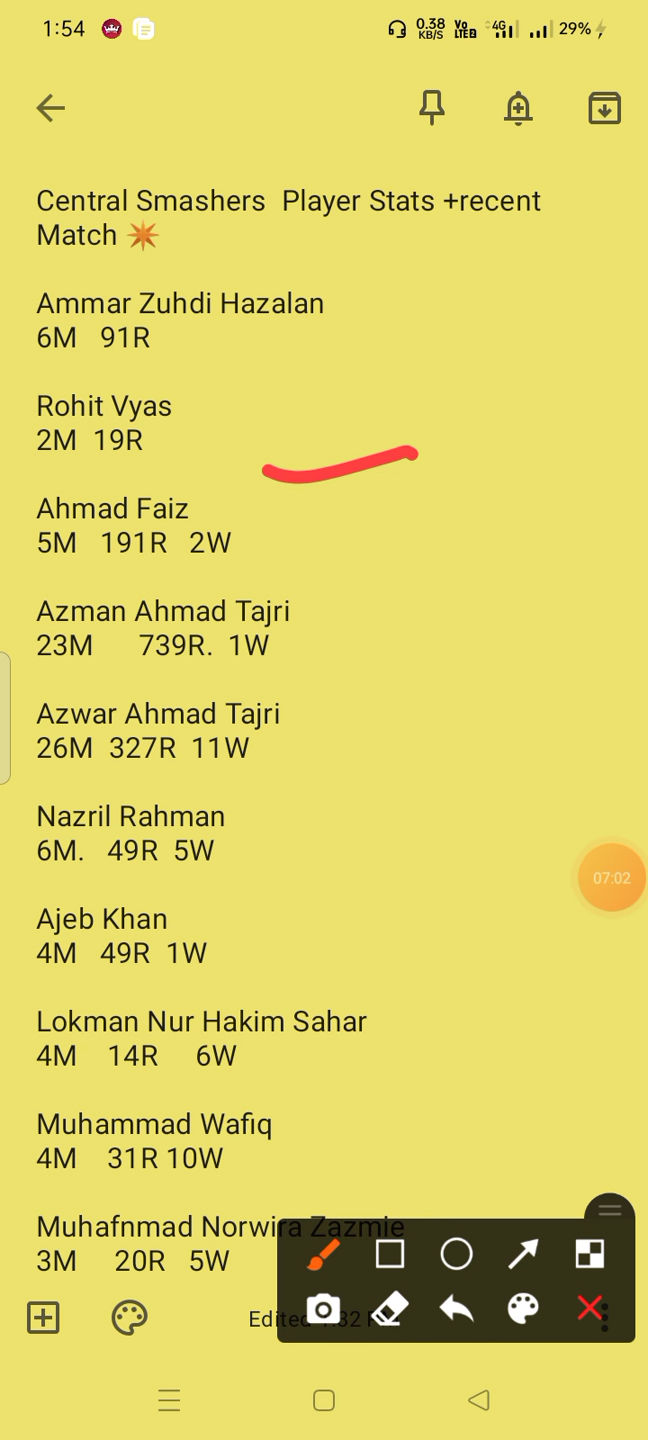 1:54 0.38 KB/S Vo LTE2 4G 29%
Central Smashers Player Stats +recent
Match 💥
Ammar Zuhdi Hazalan
6M 91R
Rohit Vyas
2M 19R
Ahmad Faiz
5M 191R 2W
Azman Ahmad Tajri
23M 739R. 1W
Azwar Ahmad Tajri
26M 327R 11W
Nazril Rahman
6M. 49R 5W
07:02
Ajeb Khan
4M 49R 1W
Lokman Nur Hakim Sahar
4M 14R 6W
Muhammad Wafiq
4M 31R 10W
Muhafnmad Norwira Zazmie
3M 20R 5W
Edited